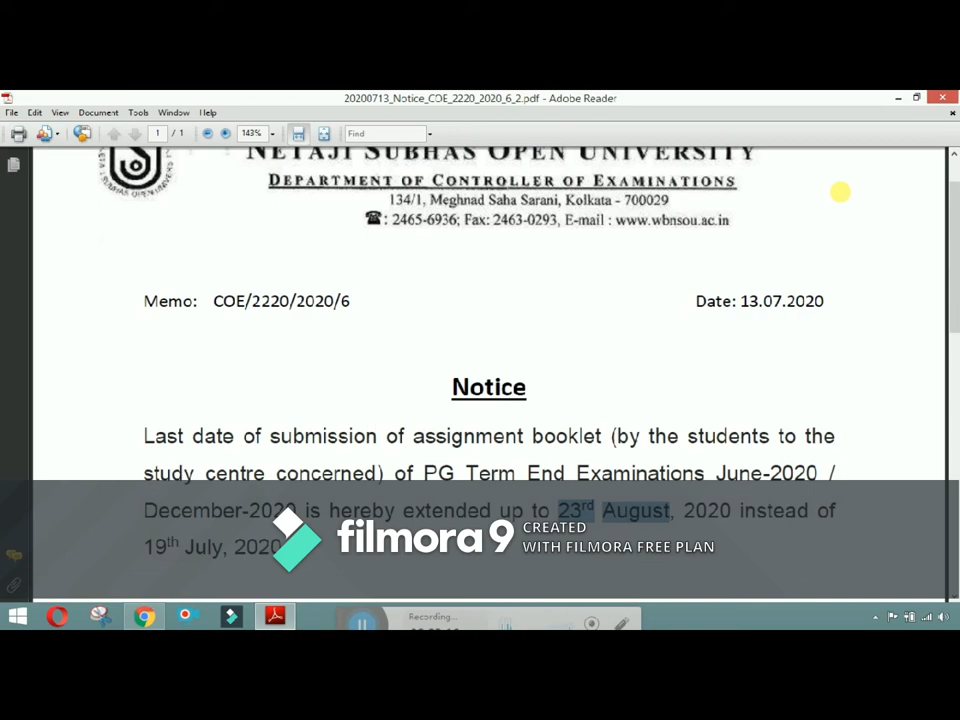 20200713_Notice_COE_2220_2020_6_2.pdf - Adobe Reader
File Edit View Document Tools Window Help
1 / 1 143% Find
NETAJI SUBHAS OPEN UNIVERSITY
DEPARTMENT OF CONTROLLER OF EXAMINATIONS
134/1, Meghnad Saha Sarani, Kolkata - 700029
☎: 2465-6936; Fax: 2463-0293, E-mail : www.wbnsou.ac.in
Memo: COE/2220/2020/6 Date: 13.07.2020
Notice
Last date of submission of assignment booklet (by the students to the
study centre concerned) of PG Term End Examinations June-2020 /
December-2020 is hereby extended up to 23rd August, 2020 instead of
19th July, 2020
filmora9 CREATED
WITH FILMORA FREE PLAN
Recording...